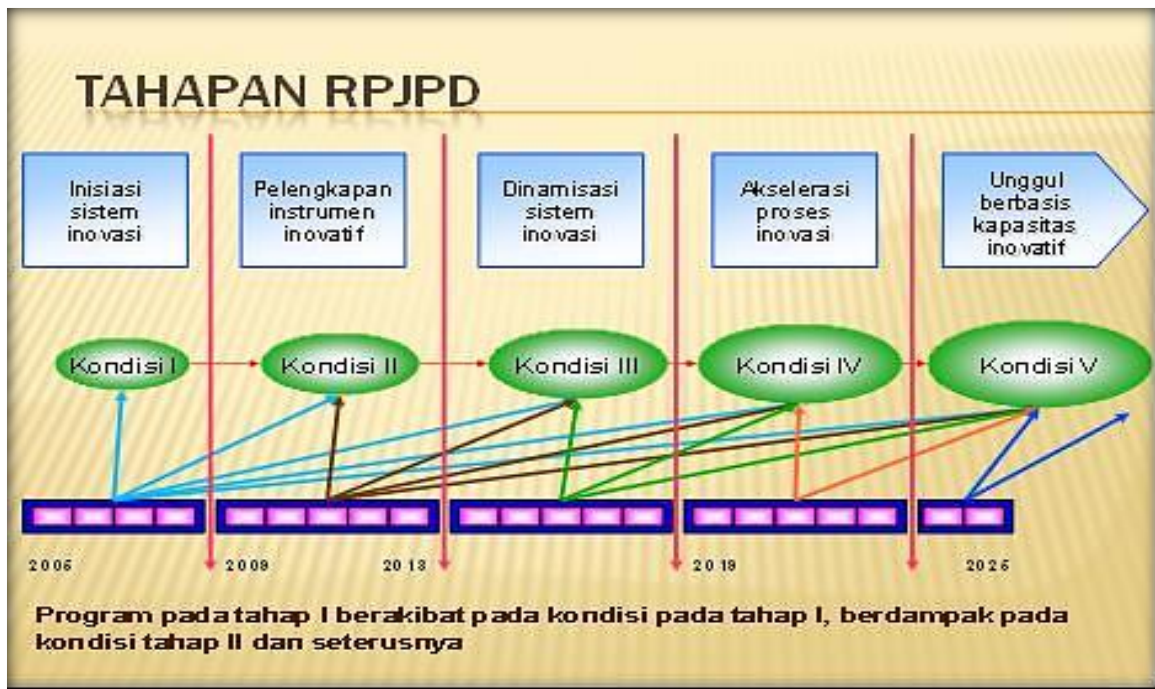 TAHAPAN RPJPD
Inisiasi
sistem
inovasi
Pelengkapan
instrumen
inovatif
Dinamisasi
sistem
inovasi
Akselerasi
proses
inovasi
Unggul
berbasis
kapasitas
inovatif
Kondisi I
Kondisi II
Kondisi III
Kondisi IV
Kondisi V
2009
2013
2019
Program pada tahap I berakibat pada kondisi pada tahap I, berdampak pada
kondisi tahap II dan seterusnya